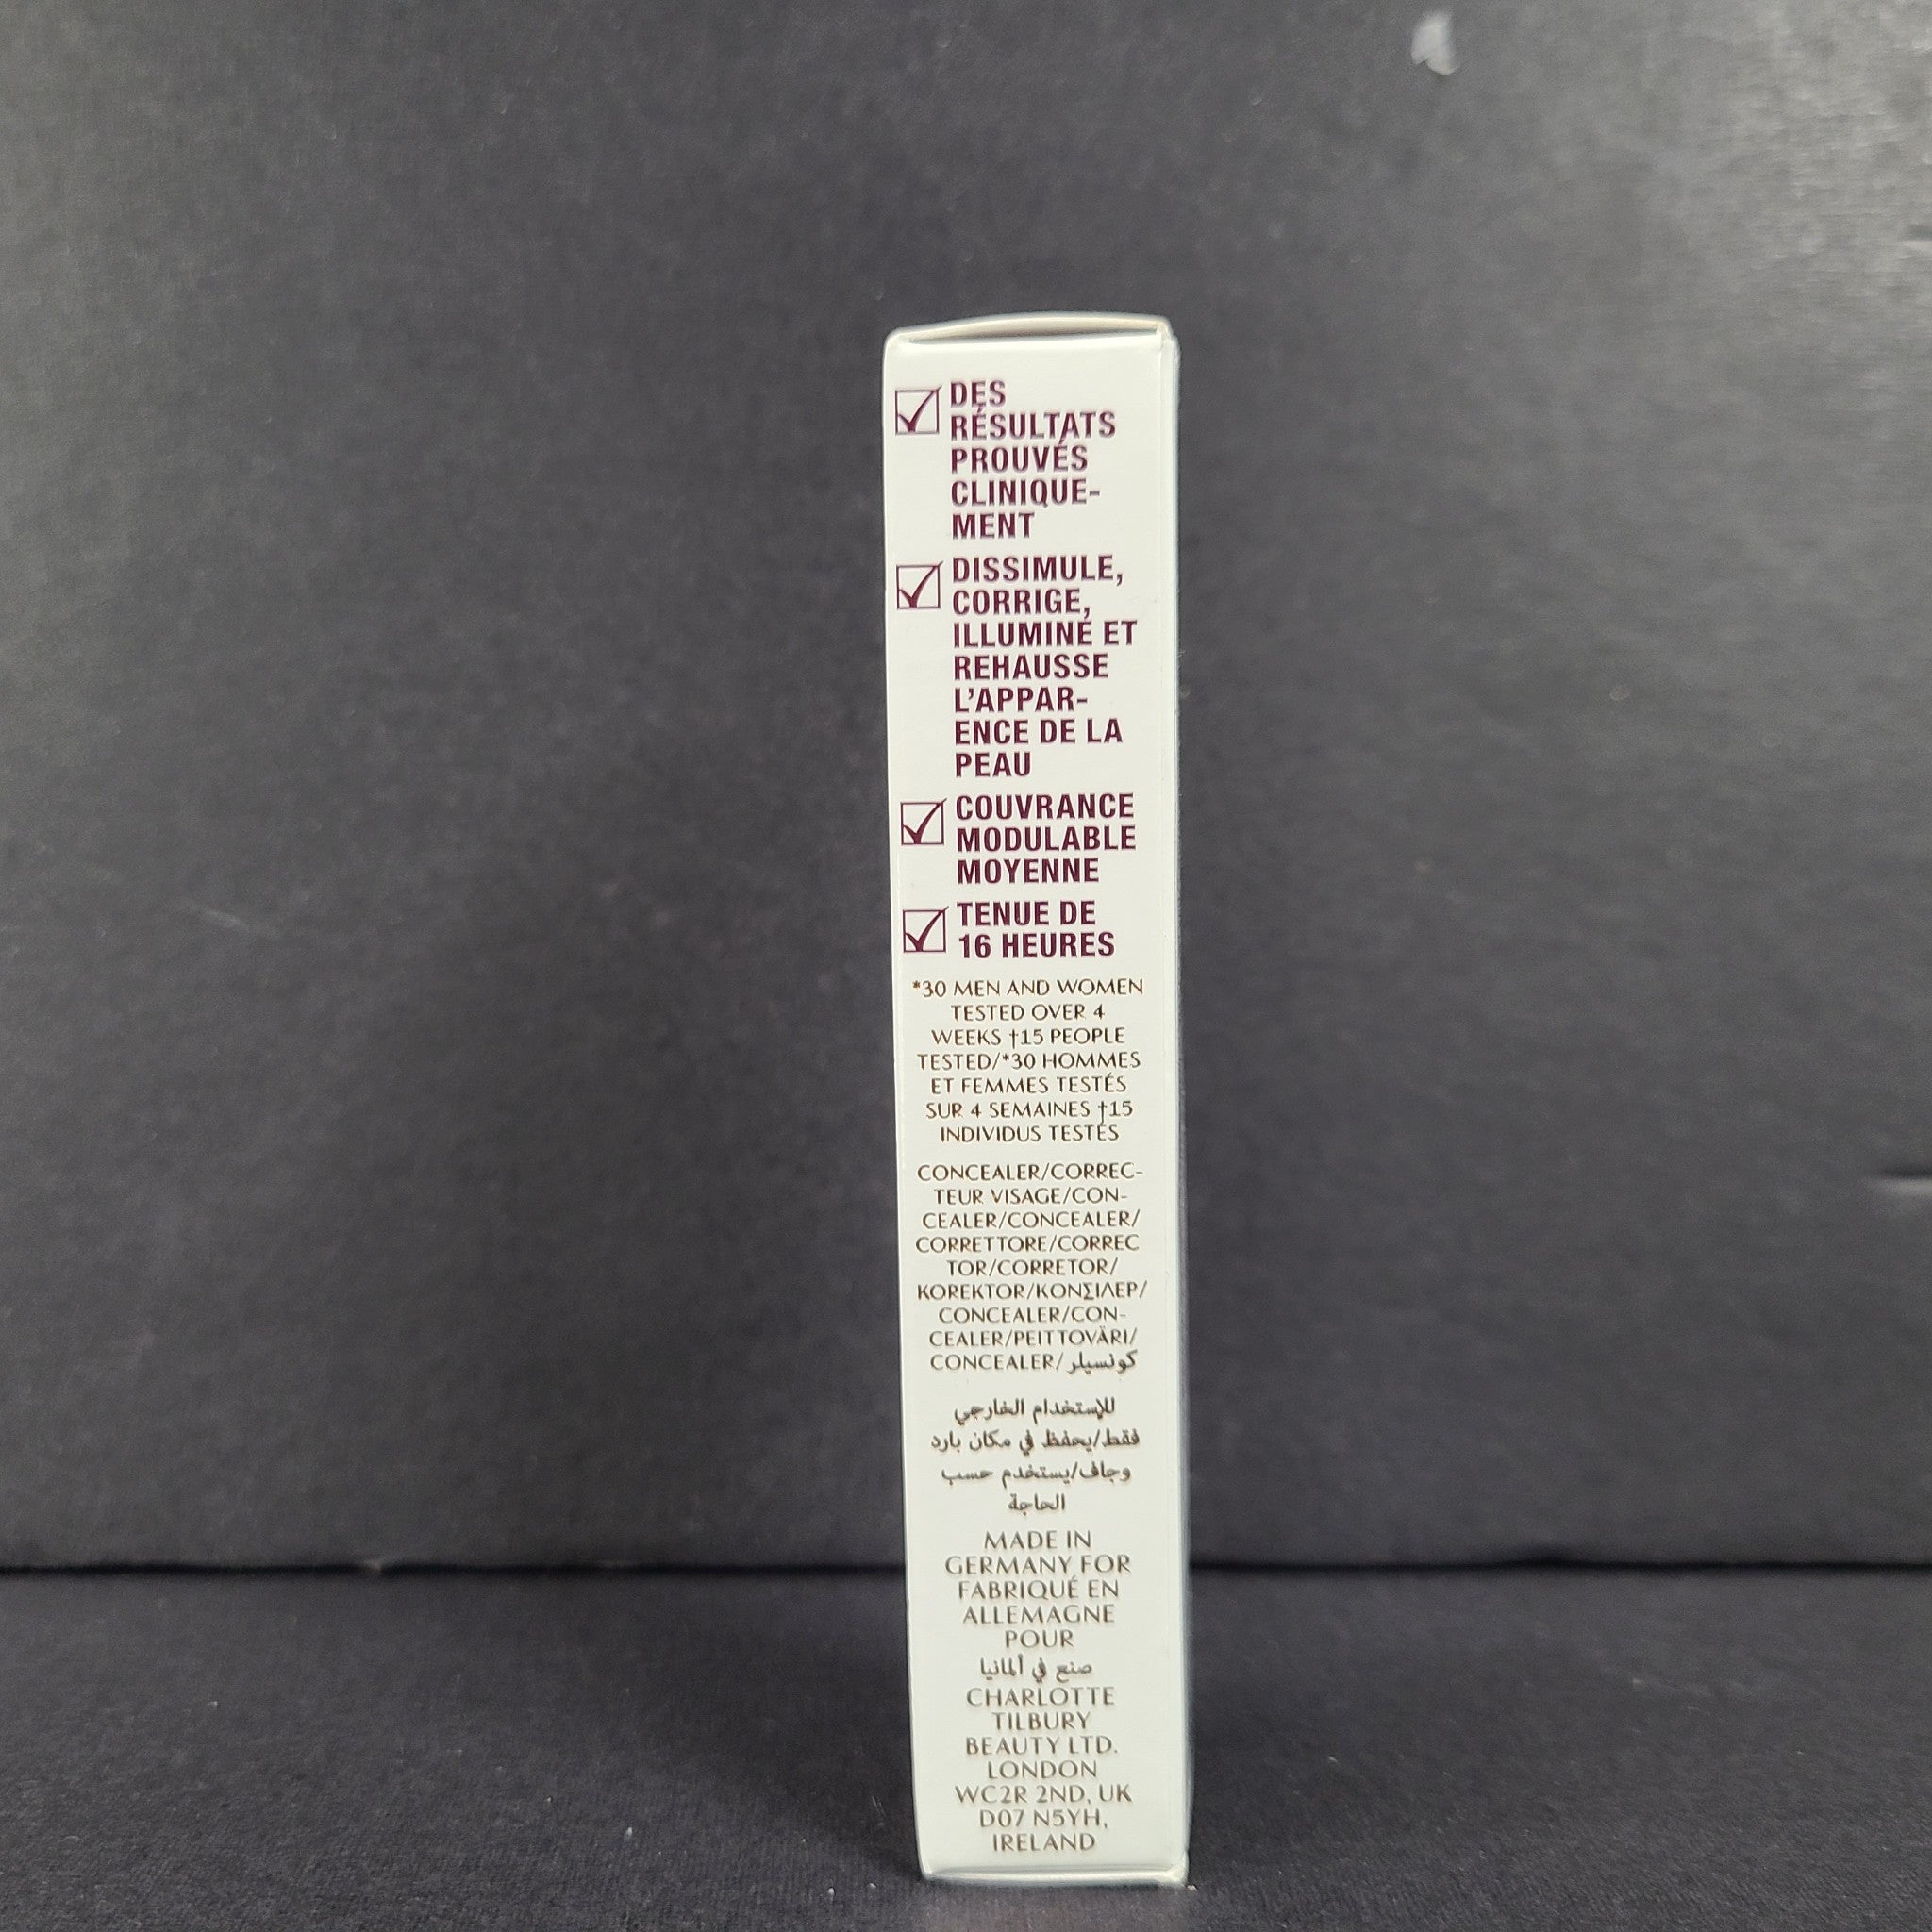 DES
RÉSULTATS
PROUVÉS
CLINIQUE-
MENT
DISSIMULE,
CORRIGE,
ILLUMINE ET
REHAUSSE
L'APPAR-
ENCE DE LA
PEAU
COUVRANCE
MODULABLE
MOYENNE
TENUE DE
16 HEURES
*30 MEN AND WOMEN
TESTED OVER 4
WEEKS †15 PEOPLE
TESTED/*30 HOMMES
ET FEMMES TESTÉS
SUR 4 SEMAINES †15
INDIVIDUS TESTÉS
CONCEALER/CORREC-
TEUR VISAGE/CON-
CEALER/CONCEALER/
CORRETTORE/CORREC
TOR/CORRETOR/
KOREKTOR/ΚΟΝΣΙΛΕΡ/
CONCEALER/CON-
CEALER/PEITTOVÄRI/
CONCEALER/كونسيلر
للإستخدام الخارجي
فقط/يحفظ في مكان بارد
وجاف/يستخدم حسب
الحاجة
MADE IN
GERMANY FOR
FABRIQUÉ EN
ALLEMAGNE
POUR
صنع في ألمانيا
CHARLOTTE
TILBURY
BEAUTY LTD.
LONDON
WC2R 2ND, UK
D07 N5YH,
IRELAND